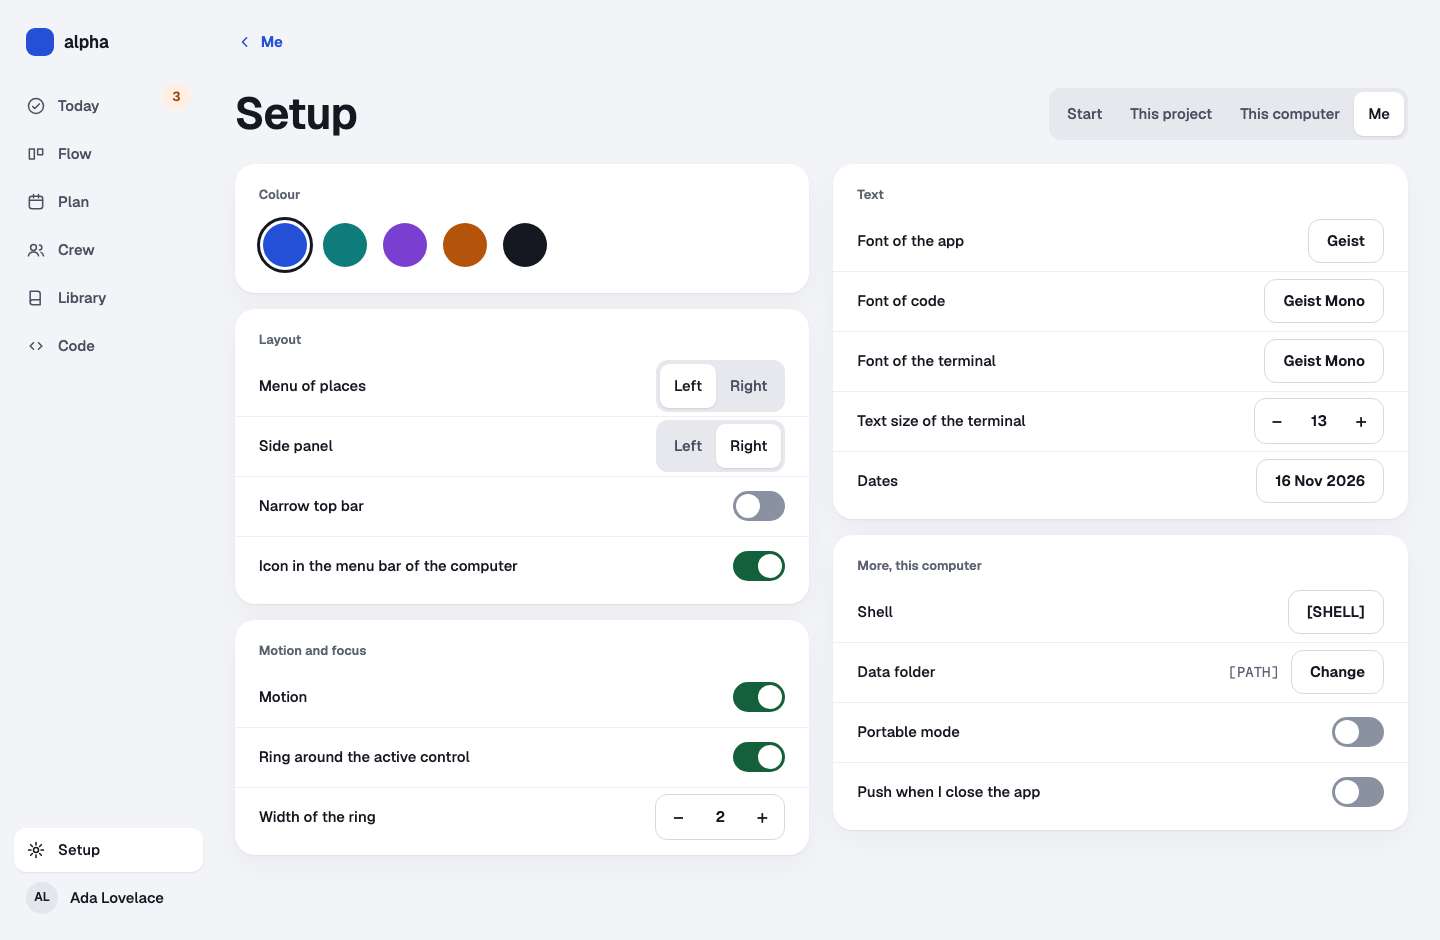 alpha
Today
3
Flow
Plan
Crew
Library
Code
Setup
AL
Ada Lovelace
Me
Setup
Start
This project
This computer
Me
Colour
Layout
Menu of places
Left
Right
Side panel
Left
Right
Narrow top bar
Icon in the menu bar of the computer
Motion and focus
Motion
Ring around the active control
Width of the ring
− 2 +
Text
Font of the app
Geist
Font of code
Geist Mono
Font of the terminal
Geist Mono
Text size of the terminal
− 13 +
Dates
16 Nov 2026
More, this computer
Shell
[SHELL]
Data folder
[PATH]
Change
Portable mode
Push when I close the app